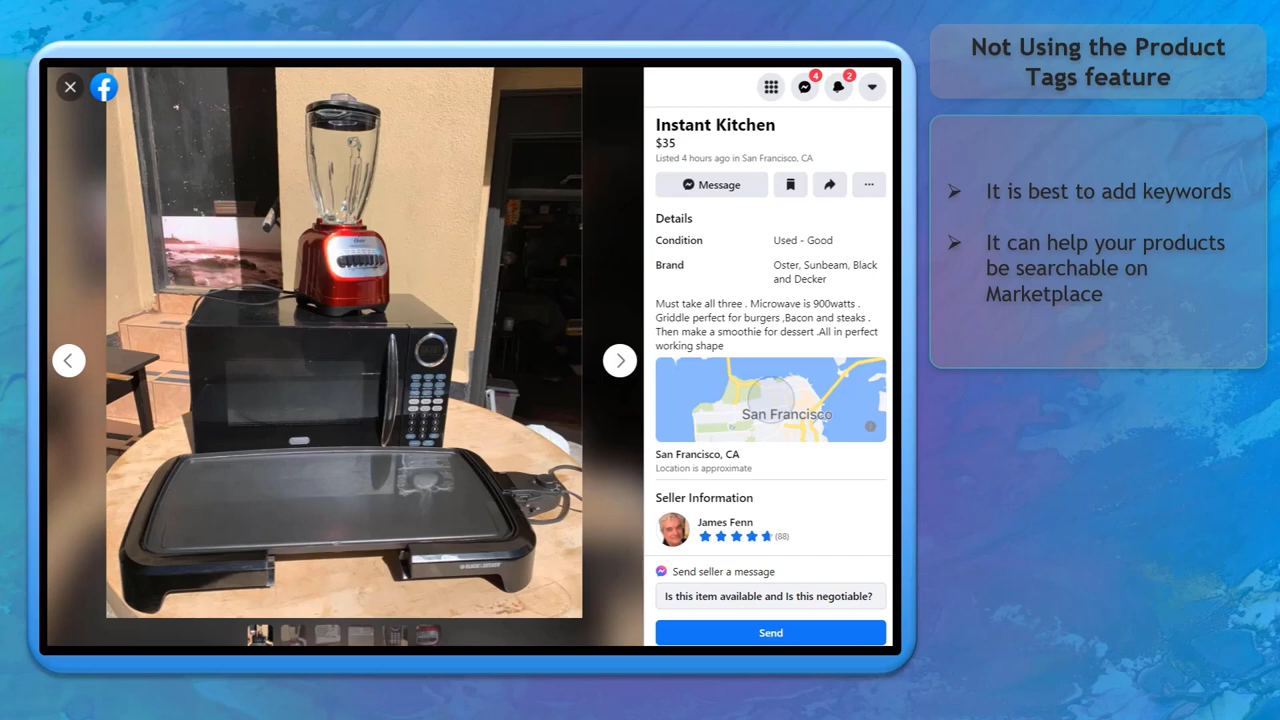 Not Using the Product
Tags feature
It is best to add keywords
It can help your products
be searchable on
Marketplace
4
2
Instant Kitchen
$35
Listed 4 hours ago in San Francisco, CA
Message
Details
Condition Used - Good
Brand Oster, Sunbeam, Black
and Decker
Must take all three . Microwave is 900watts .
Griddle perfect for burgers ,Bacon and steaks .
Then make a smoothie for dessert .All in perfect
working shape
San Francisco
San Francisco, CA
Location is approximate
Seller Information
James Fenn
(88)
Send seller a message
Is this item available and Is this negotiable?
Send
Oster
BLACK+DECKER